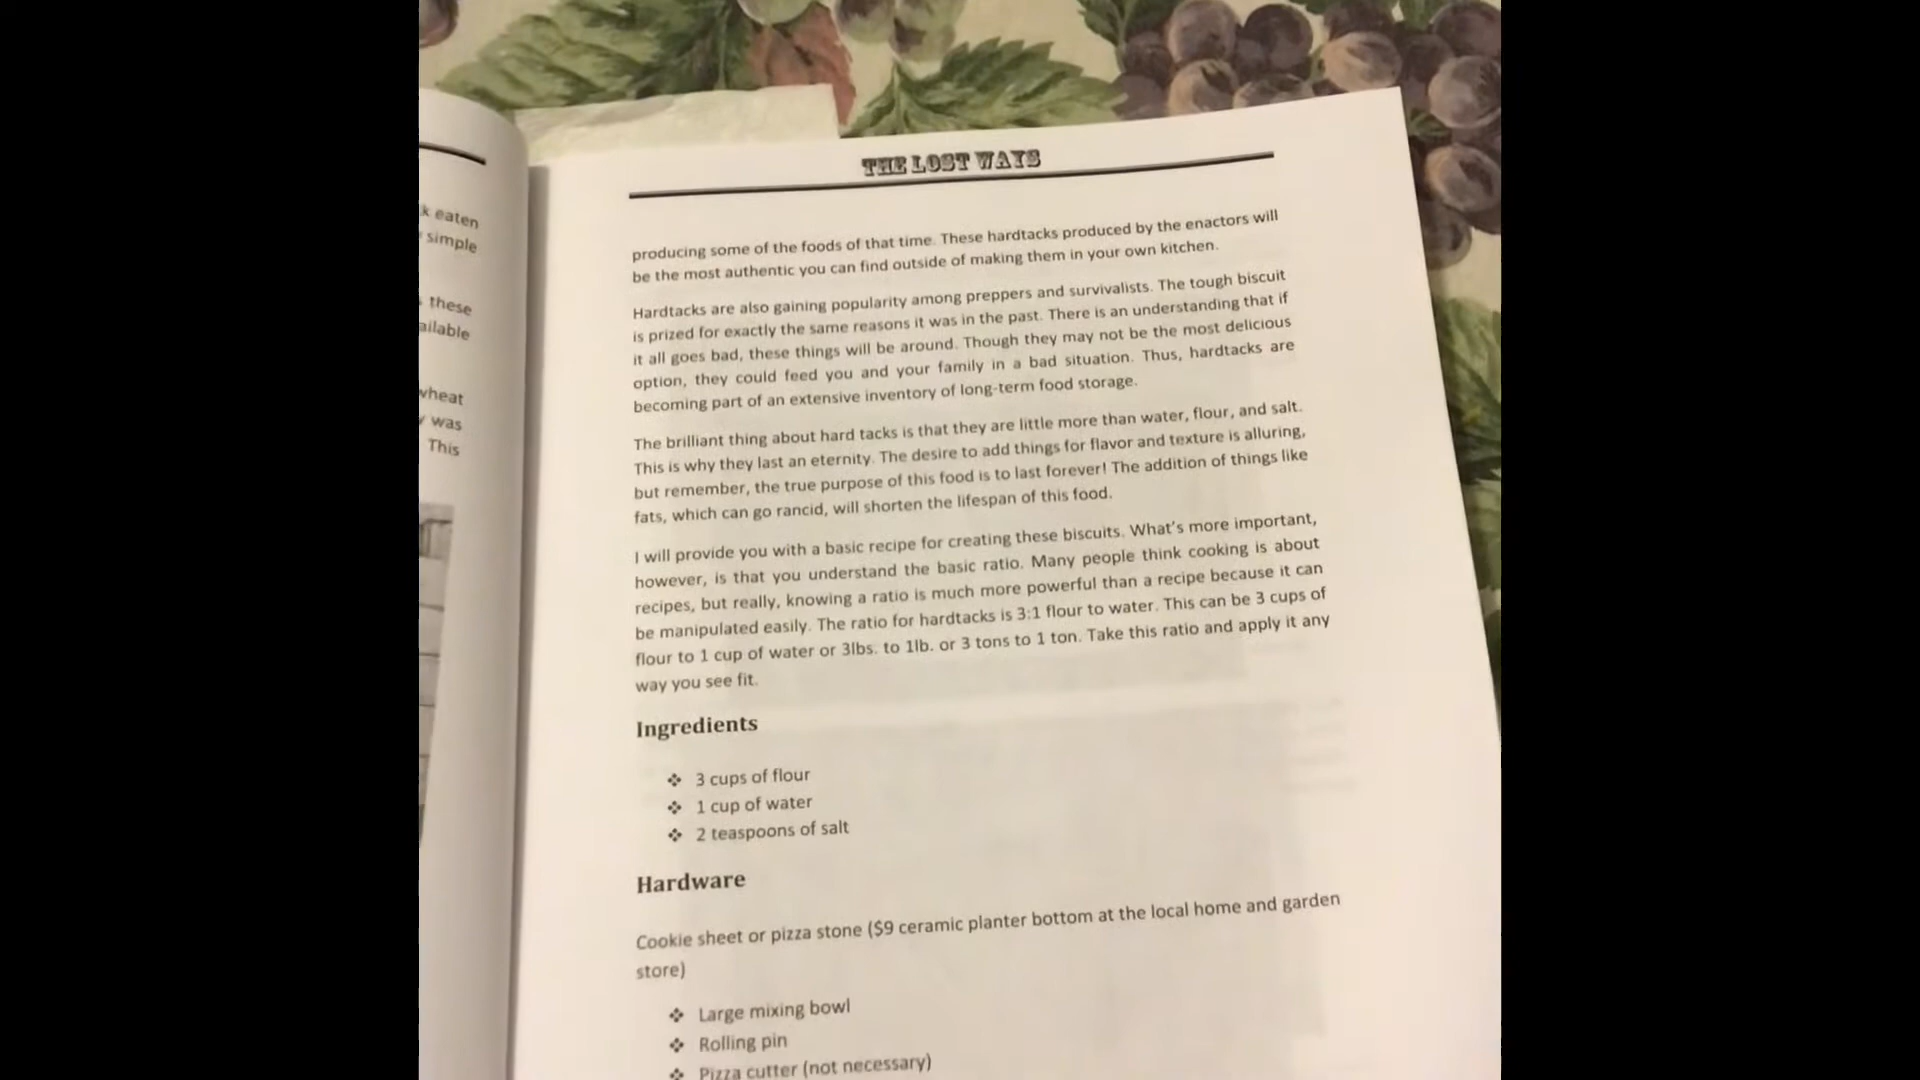 THE LOST WAYS
k eaten
simple
these
ailable
wheat
was
This
producing some of the foods of that time. These hardtacks produced by the enactors will
be the most authentic you can find outside of making them in your own kitchen.
Hardtacks are also gaining popularity among preppers and survivalists. The tough biscuit
is prized for exactly the same reasons it was in the past. There is an understanding that if
it all goes bad, these things will be around. Though they may not be the most delicious
option, they could feed you and your family in a bad situation. Thus, hardtacks are
becoming part of an extensive inventory of long-term food storage.
The brilliant thing about hard tacks is that they are little more than water, flour, and salt.
This is why they last an eternity. The desire to add things for flavor and texture is alluring,
but remember, the true purpose of this food is to last forever! The addition of things like
fats, which can go rancid, will shorten the lifespan of this food.
I will provide you with a basic recipe for creating these biscuits. What's more important,
however, is that you understand the basic ratio. Many people think cooking is about
recipes, but really, knowing a ratio is much more powerful than a recipe because it can
be manipulated easily. The ratio for hardtacks is 3:1 flour to water. This can be 3 cups of
flour to 1 cup of water or 3lbs. to 1lb. or 3 tons to 1 ton. Take this ratio and apply it any
way you see fit.
Ingredients
❖ 3 cups of flour
❖ 1 cup of water
❖ 2 teaspoons of salt
Hardware
Cookie sheet or pizza stone ($9 ceramic planter bottom at the local home and garden
store)
❖ Large mixing bowl
❖ Rolling pin
❖ Pizza cutter (not necessary)